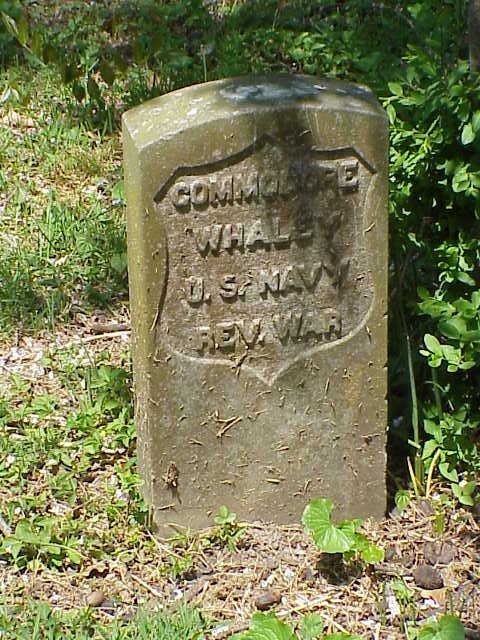 COMMODORE
WHALEY
U.S. NAVY
REV. WAR